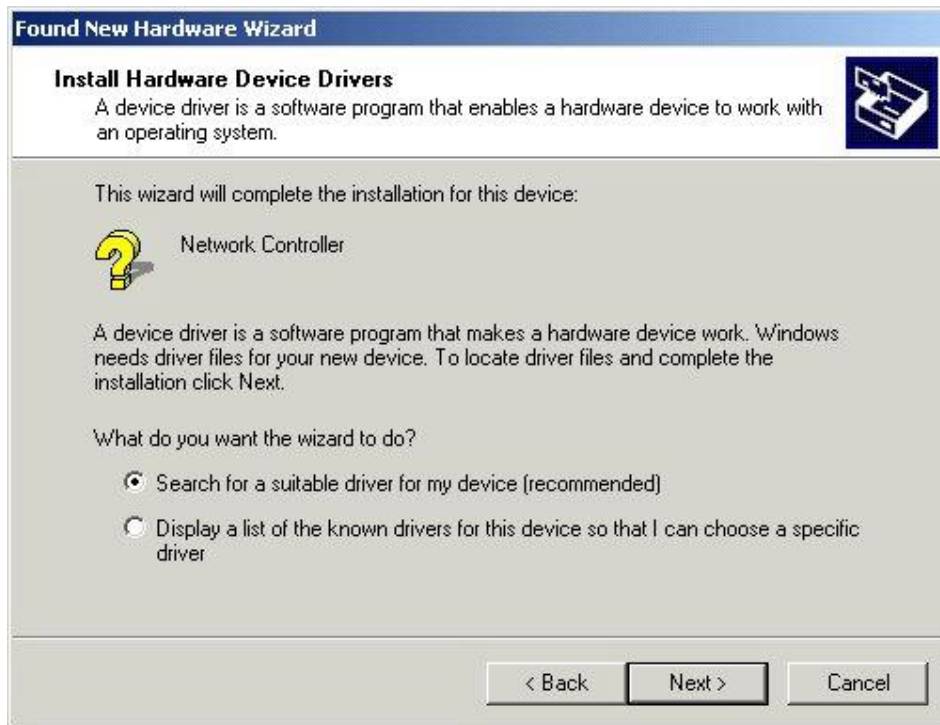 Found New Hardware Wizard
Install Hardware Device Drivers
A device driver is a software program that enables a hardware device to work with
an operating system.
This wizard will complete the installation for this device:
Network Controller
A device driver is a software program that makes a hardware device work. Windows
needs driver files for your new device. To locate driver files and complete the
installation click Next.
What do you want the wizard to do?
Search for a suitable driver for my device (recommended)
Display a list of the known drivers for this device so that I can choose a specific
driver
< Back
Next >
Cancel